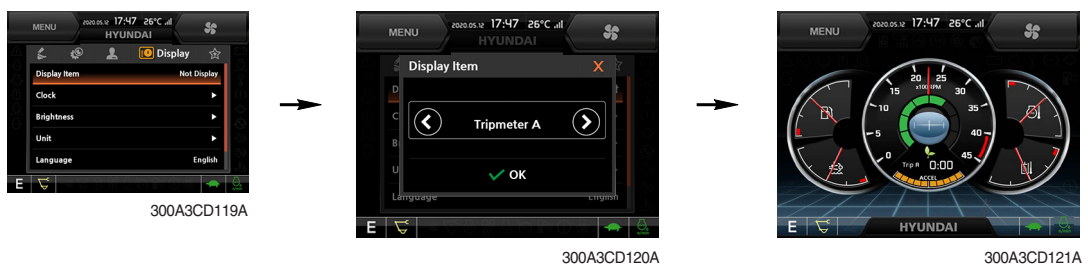 MENU
2020.05.12 17:47 26°C
HYUNDAI
Display
Display Item Not Display
Clock
Brightness
Unit
Language English
E
300A3CD119A
MENU
2020.05.12 17:47 26°C
HYUNDAI
Display Item X
Tripmeter A
OK
Language English
E
300A3CD120A
MENU
2020.05.12 17:47 26°C
20 25
x100 RPM
15 30
10 35
5 40
0 45
Trip A 0:00
ACCEL
E HYUNDAI
300A3CD121A